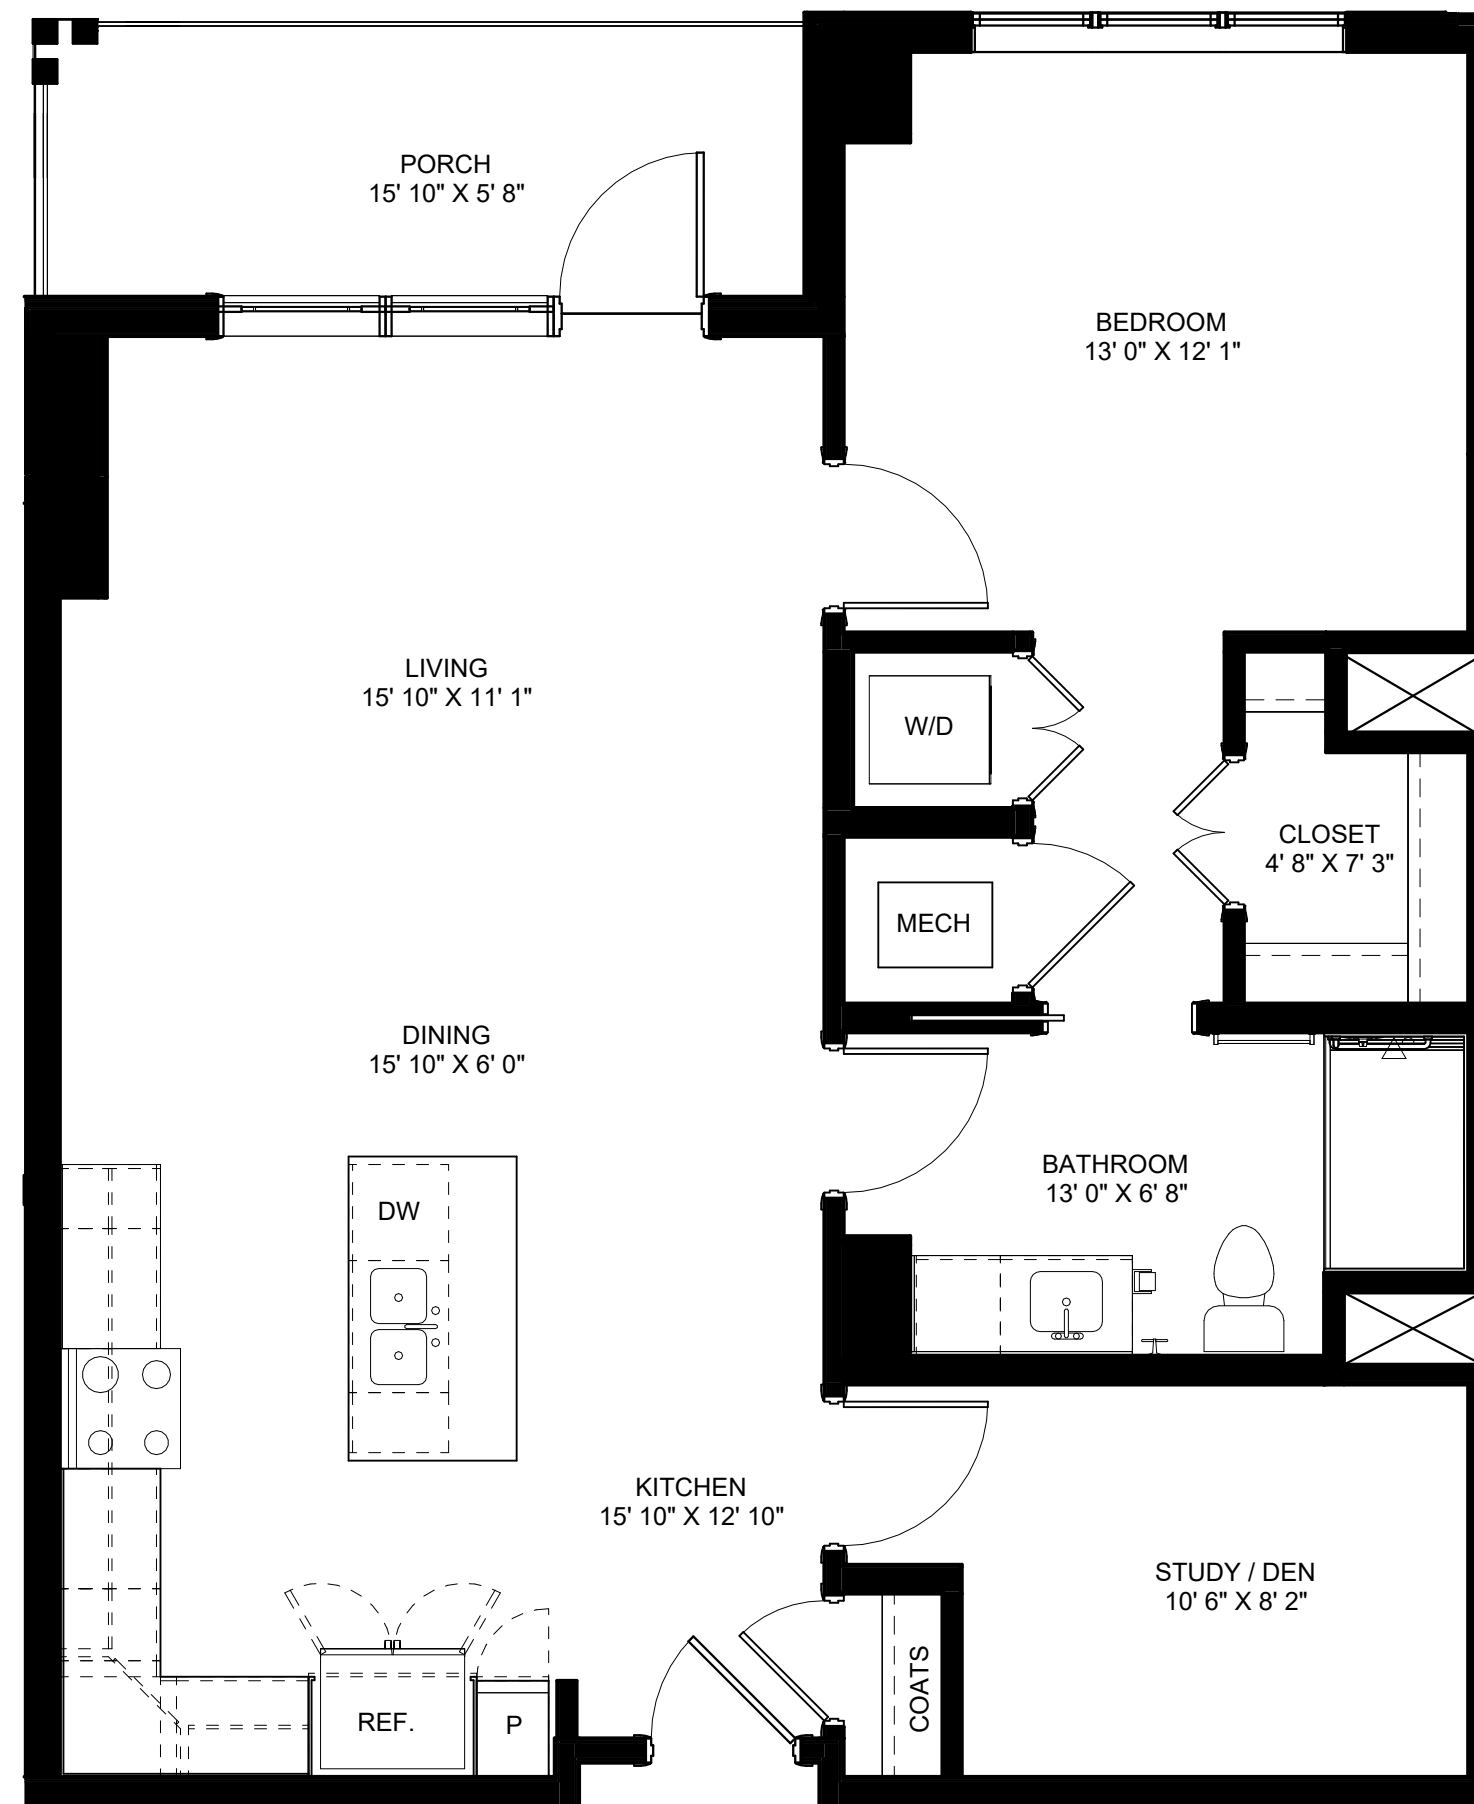 PORCH
15' 10" X 5' 8"
BEDROOM
13' 0" X 12' 1"
LIVING
15' 10" X 11' 1"
W/D
CLOSET
4' 8" X 7' 3"
MECH
DINING
15' 10" X 6' 0"
BATHROOM
13' 0" X 6' 8"
DW
KITCHEN
15' 10" X 12' 10"
STUDY / DEN
10' 6" X 8' 2"
COATS
REF.
P